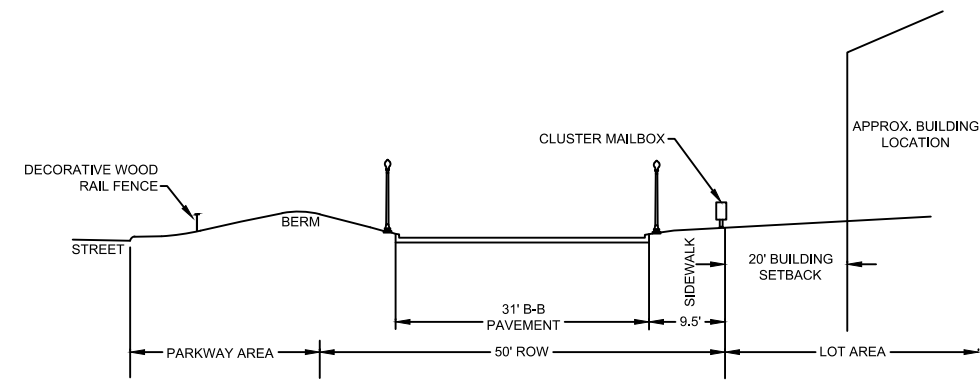 APPROX. BUILDING
LOCATION
CLUSTER MAILBOX
DECORATIVE WOOD
RAIL FENCE
BERM
STREET
SIDEWALK
20' BUILDING
SETBACK
31' B-B
PAVEMENT
9.5'
PARKWAY AREA
50' ROW
LOT AREA